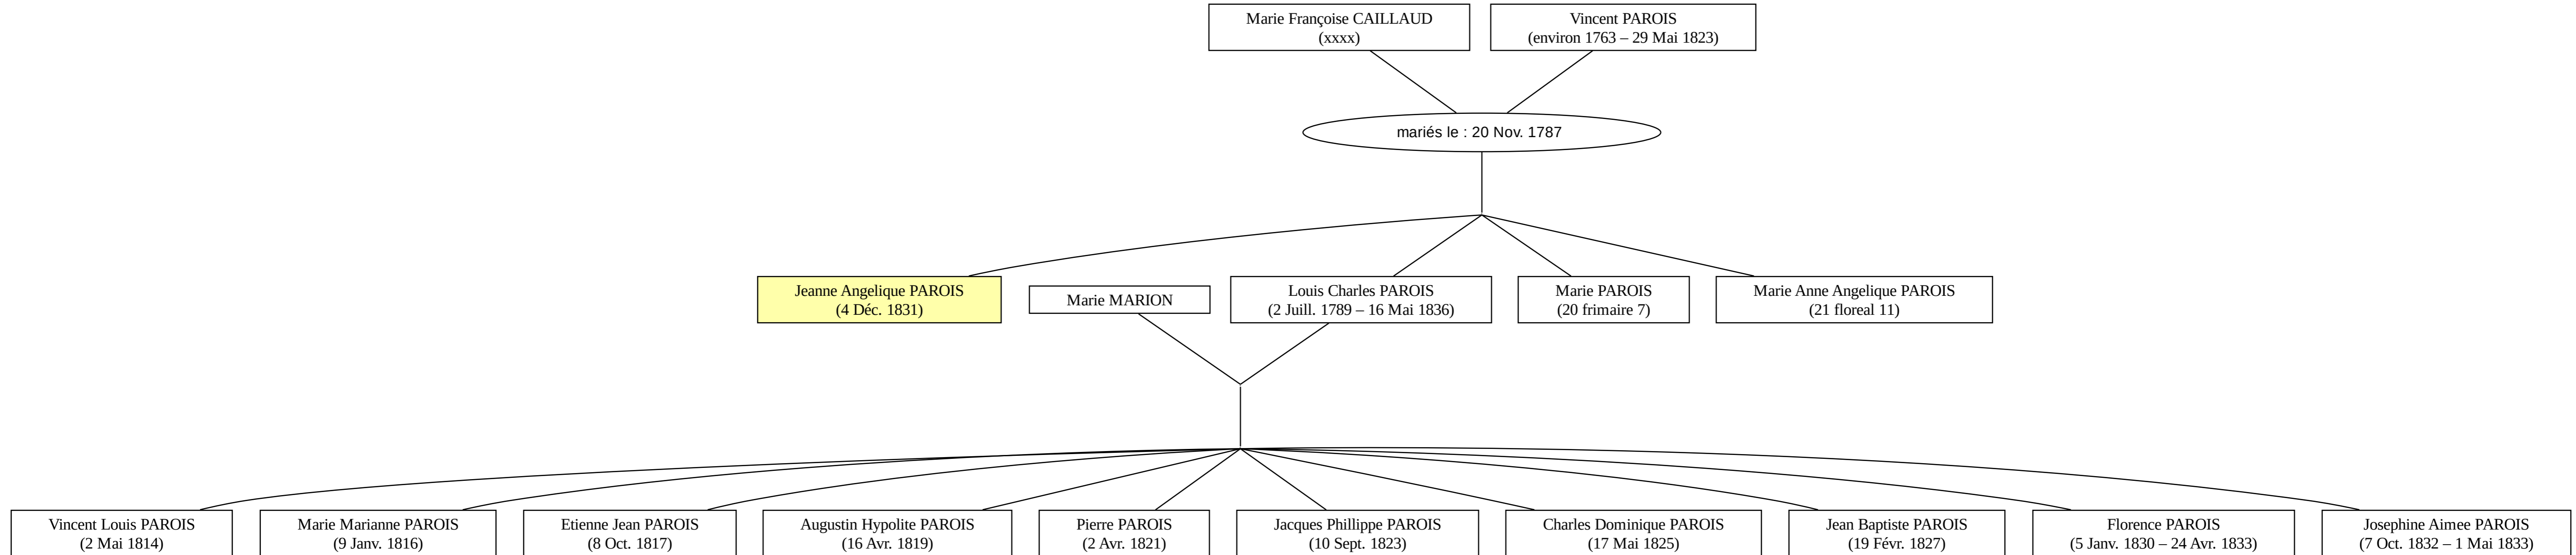 Marie Françoise CAILLAUD
(xxxx)
Vincent PAROIS
(environ 1763 – 29 Mai 1823)
mariés le : 20 Nov. 1787
Jeanne Angelique PAROIS
(4 Déc. 1831)
Marie MARION
Louis Charles PAROIS
(2 Juill. 1789 – 16 Mai 1836)
Marie PAROIS
(20 frimaire 7)
Marie Anne Angelique PAROIS
(21 floreal 11)
Vincent Louis PAROIS
(2 Mai 1814)
Marie Marianne PAROIS
(9 Janv. 1816)
Etienne Jean PAROIS
(8 Oct. 1817)
Augustin Hypolite PAROIS
(16 Avr. 1819)
Pierre PAROIS
(2 Avr. 1821)
Jacques Phillippe PAROIS
(10 Sept. 1823)
Charles Dominique PAROIS
(17 Mai 1825)
Jean Baptiste PAROIS
(19 Févr. 1827)
Florence PAROIS
(5 Janv. 1830 – 24 Avr. 1833)
Josephine Aimee PAROIS
(7 Oct. 1832 – 1 Mai 1833)